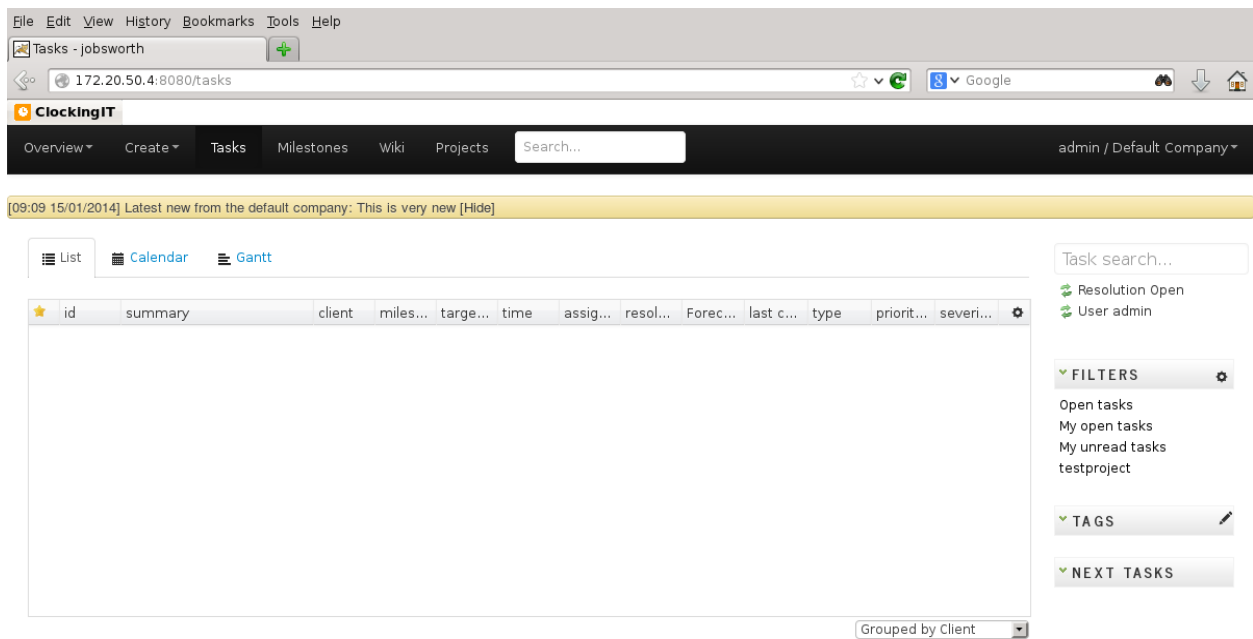 File Edit View History Bookmarks Tools Help
Tasks - jobsworth
172.20.50.4:8080/tasks
8 Google
ClockingIT
Overview Create Tasks Milestones Wiki Projects Search... admin / Default Company
[09:09 15/01/2014] Latest new from the default company: This is very new [Hide]
List Calendar Gantt
id summary client miles... targe... time assig... resol... Forec... last c... type priorit... severi...
Grouped by Client
Task search...
Resolution Open
User admin
FILTERS
Open tasks
My open tasks
My unread tasks
testproject
TAGS
NEXT TASKS